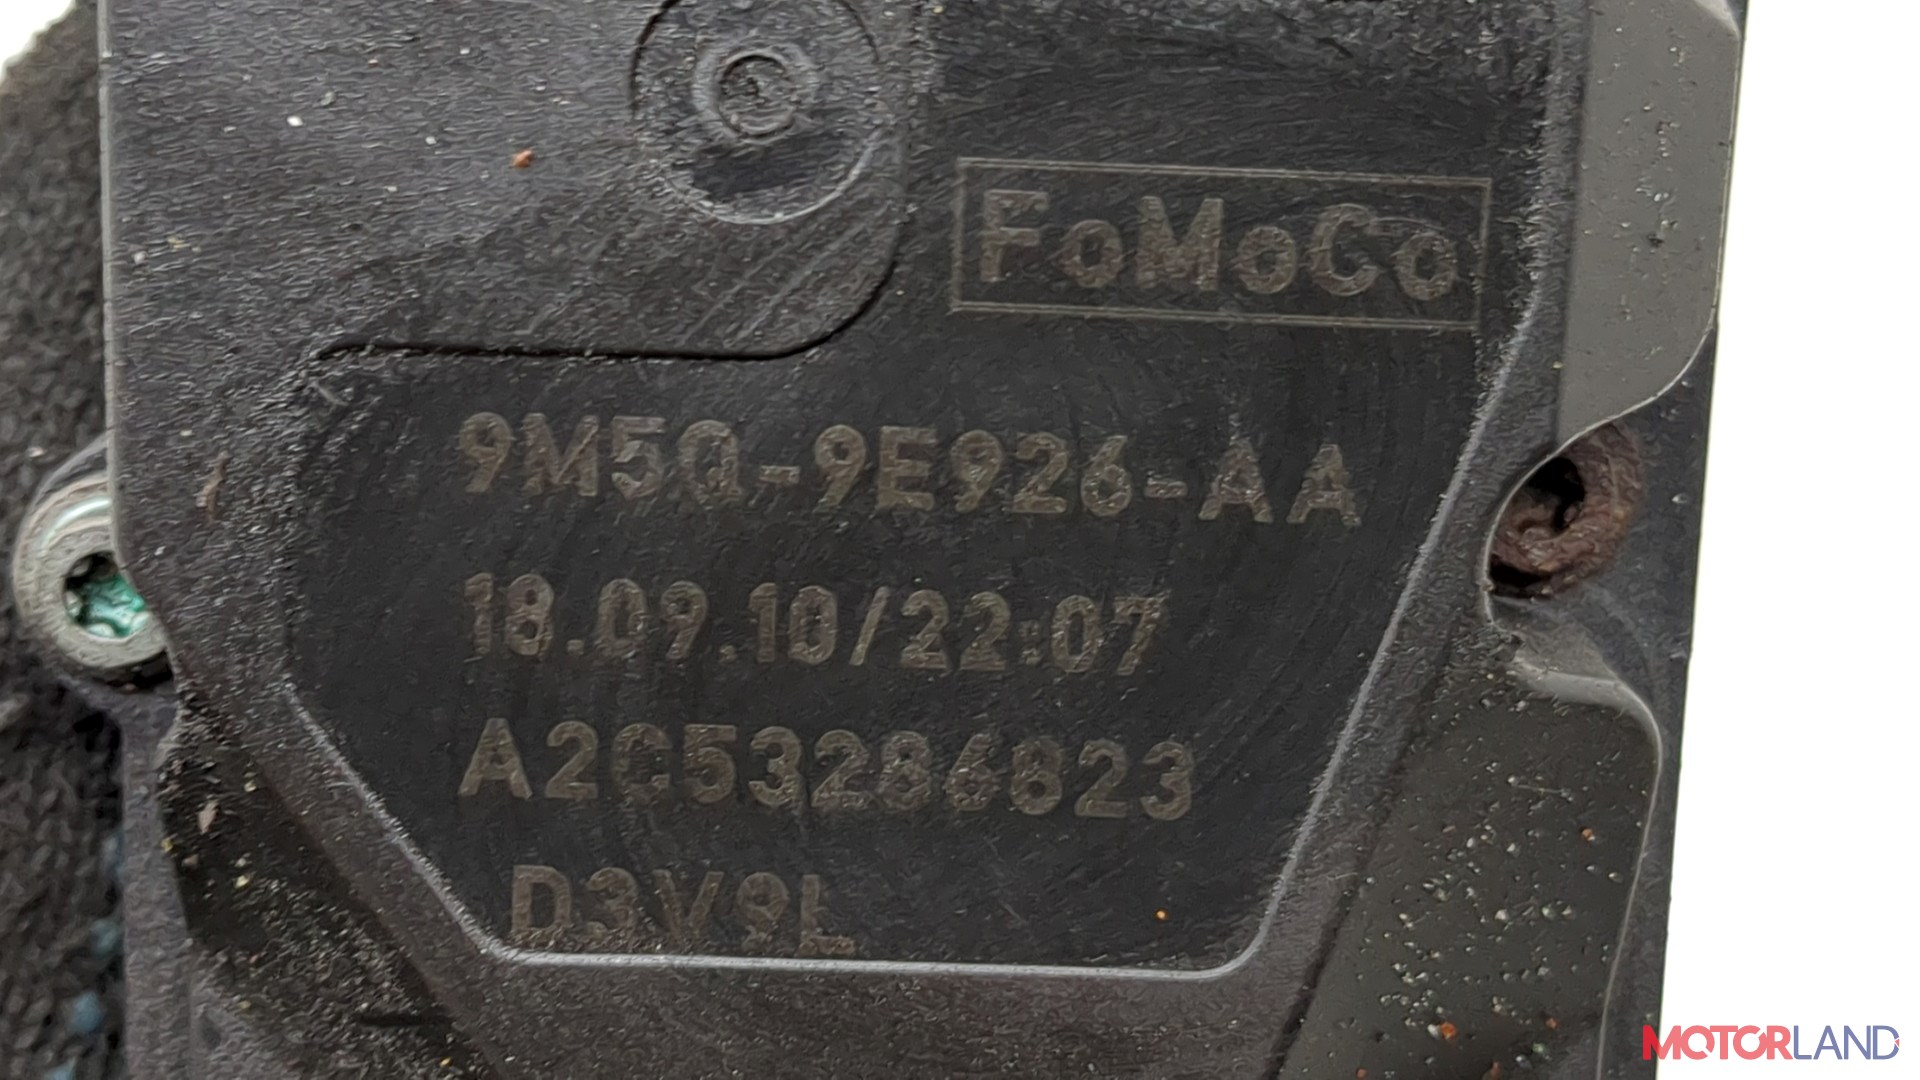 FoMoCo
9M5Q-9E926-AA
18.09.10/22:07
A2C53286823
D3V9L
MOTORLAND